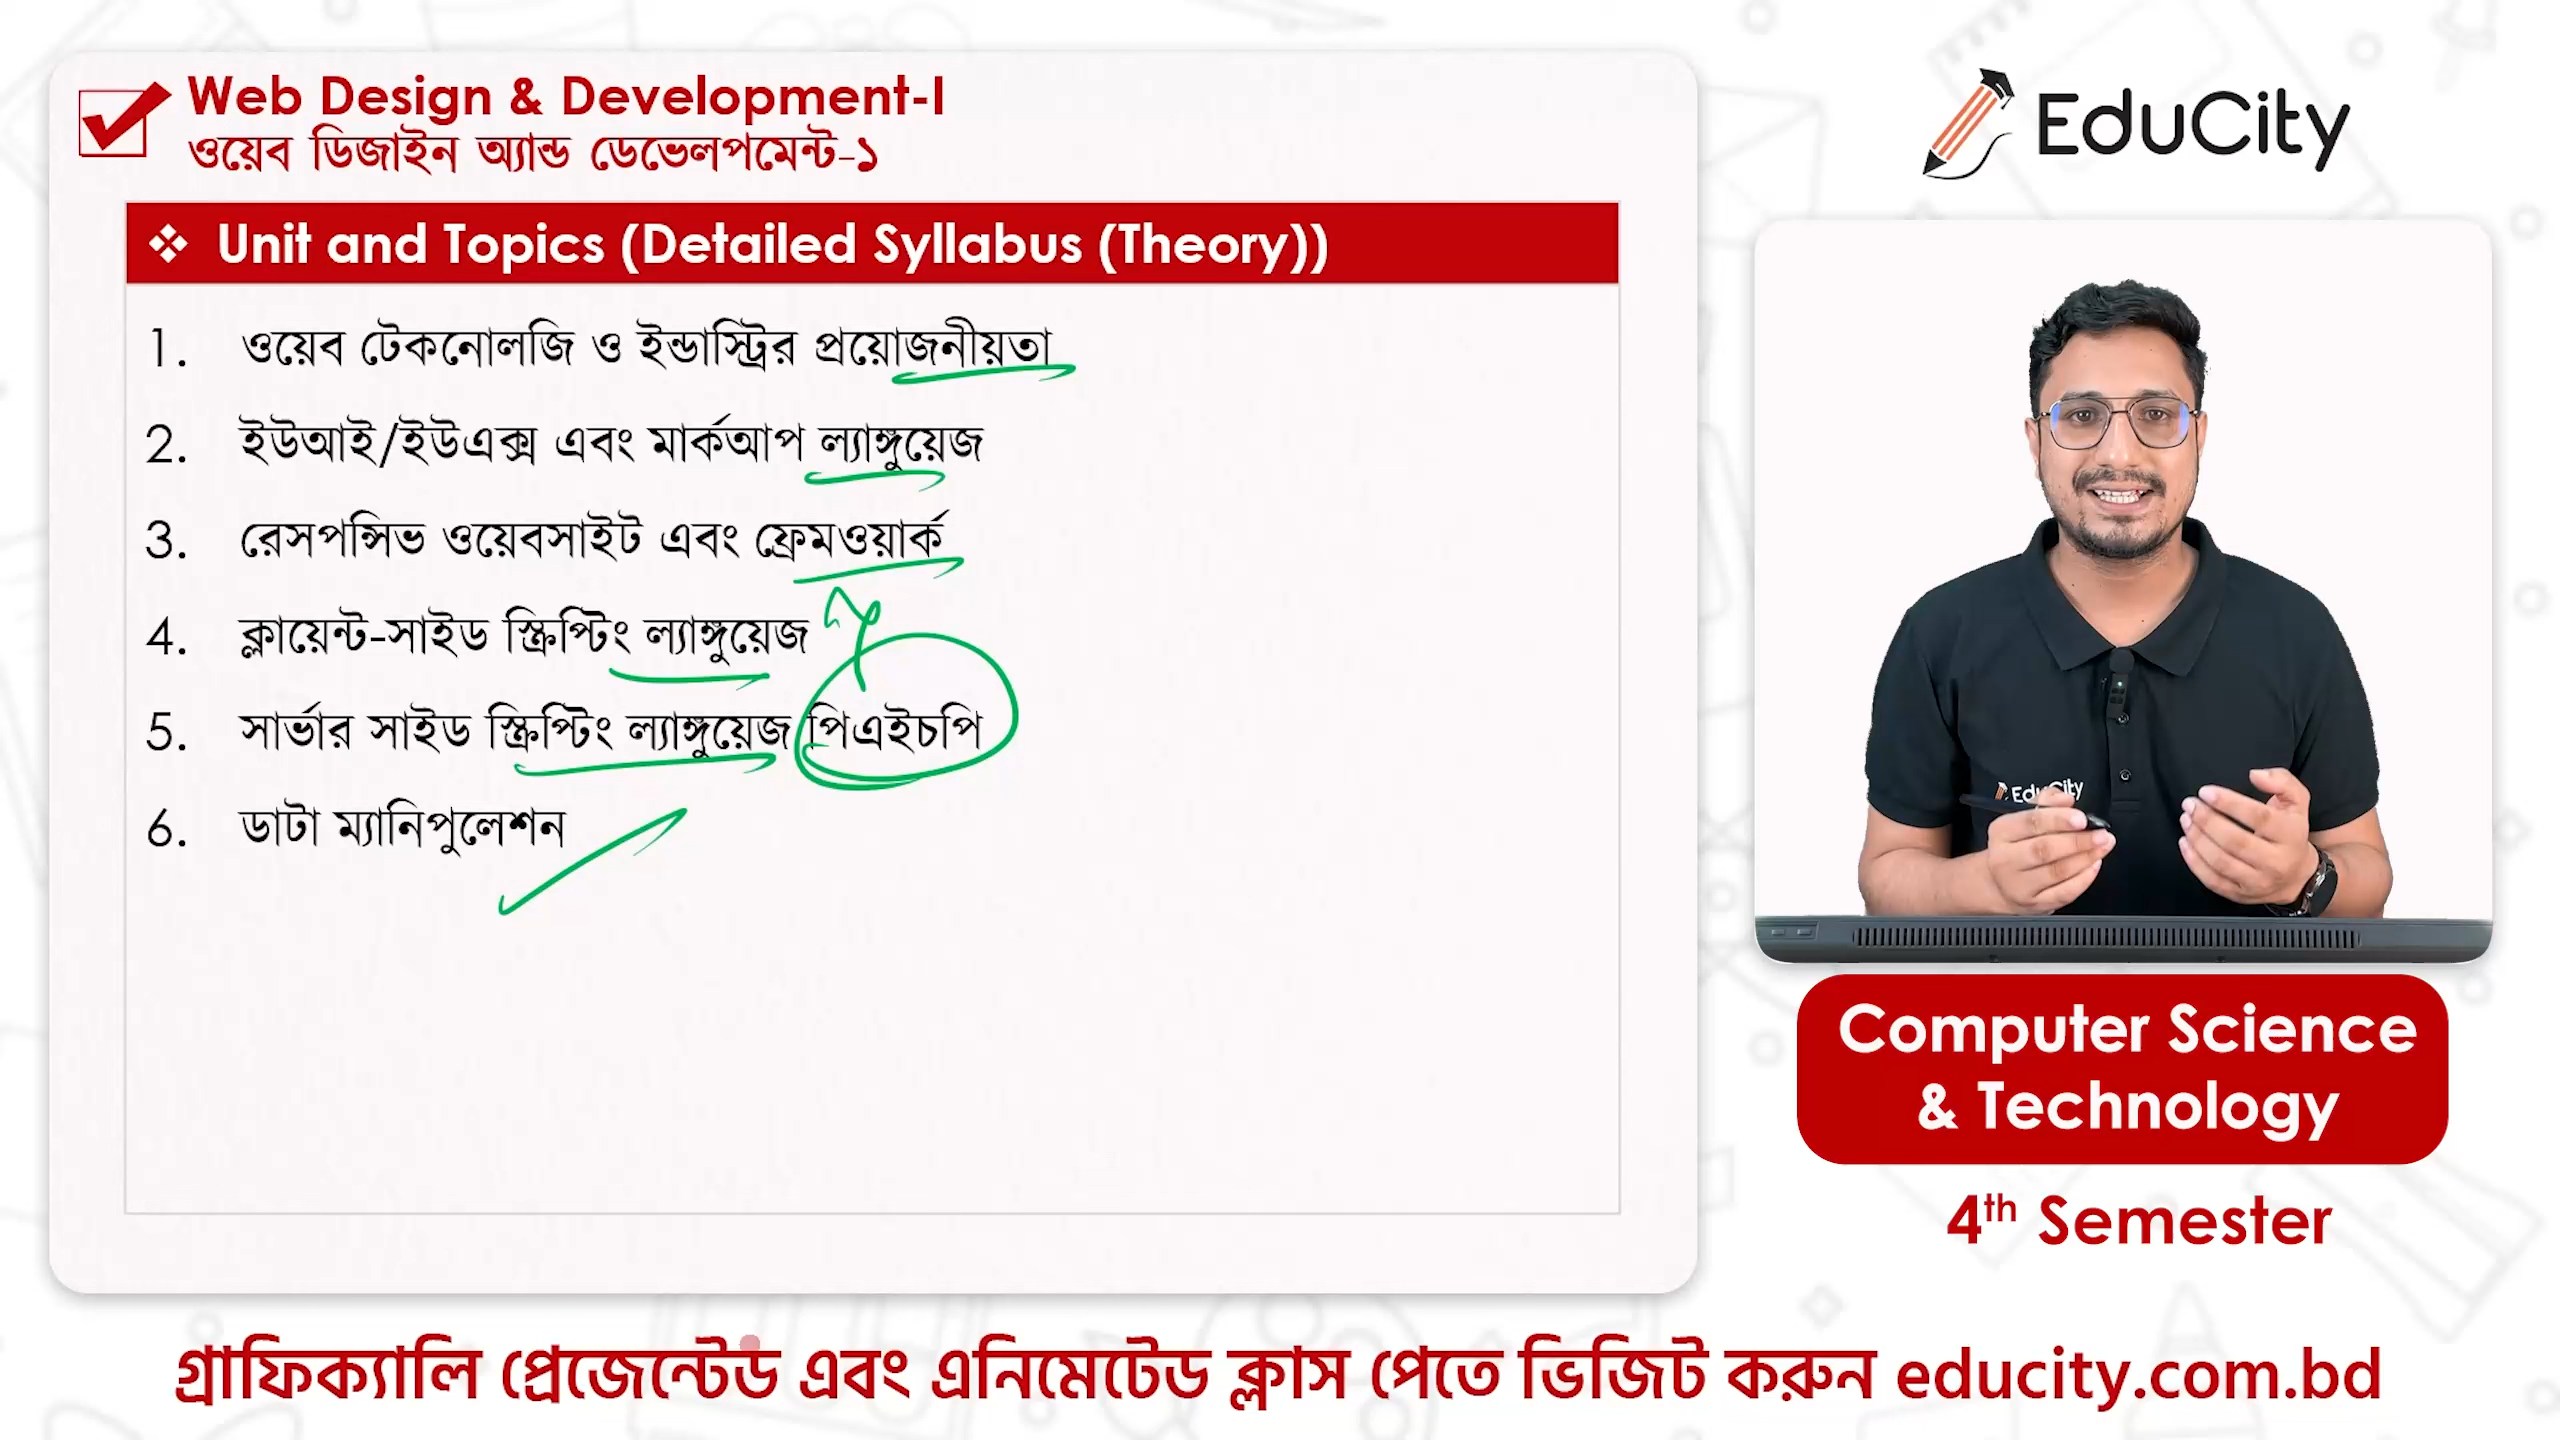 Web Design & Development-I
ওয়েব ডিজাইন অ্যান্ড ডেভেলপমেন্ট-১
EduCity
❖ Unit and Topics (Detailed Syllabus (Theory))
1. ওয়েব টেকনোলজি ও ইন্ডাস্ট্রির প্রয়োজনীয়তা
2. ইউআই/ইউএক্স এবং মার্কআপ ল্যাঙ্গুয়েজ
3. রেসপন্সিভ ওয়েবসাইট এবং ফ্রেমওয়ার্ক
4. ক্লায়েন্ট-সাইড স্ক্রিপ্টিং ল্যাঙ্গুয়েজ
5. সার্ভার সাইড স্ক্রিপ্টিং ল্যাঙ্গুয়েজ পিএইচপি
6. ডাটা ম্যানিপুলেশন
EduCity
Computer Science
& Technology
4th Semester
গ্রাফিক্যালি প্রেজেন্টেড এবং এনিমেটেড ক্লাস পেতে ভিজিট করুন educity.com.bd